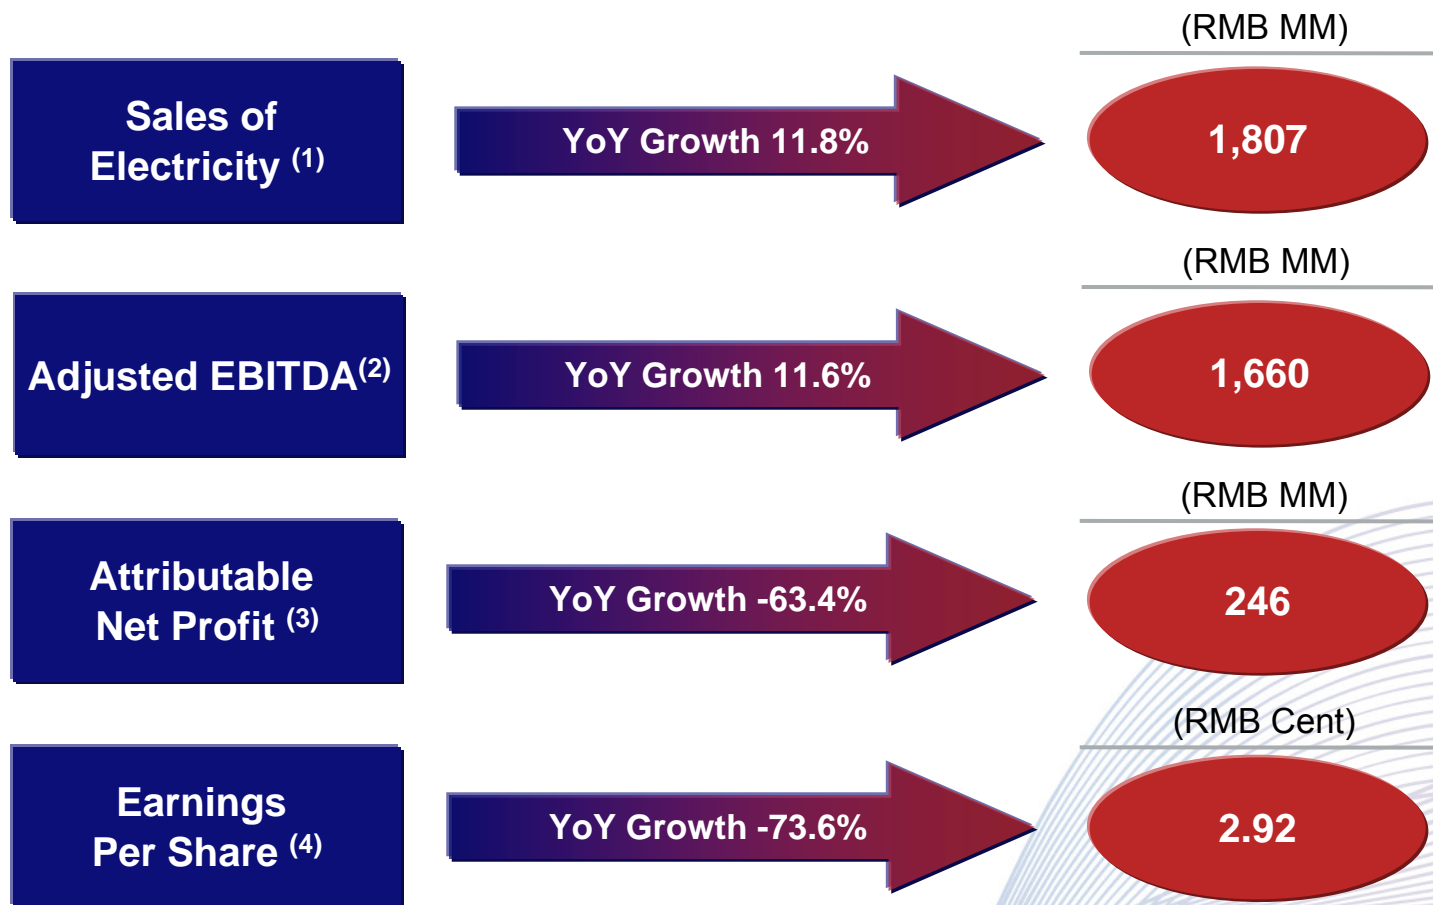 (RMB MM)
Sales of
Electricity (1)
YoY Growth 11.8%
1,807
(RMB MM)
Adjusted EBITDA(2)
YoY Growth 11.6%
1,660
(RMB MM)
Attributable
Net Profit (3)
YoY Growth -63.4%
246
(RMB Cent)
Earnings
Per Share (4)
YoY Growth -73.6%
2.92